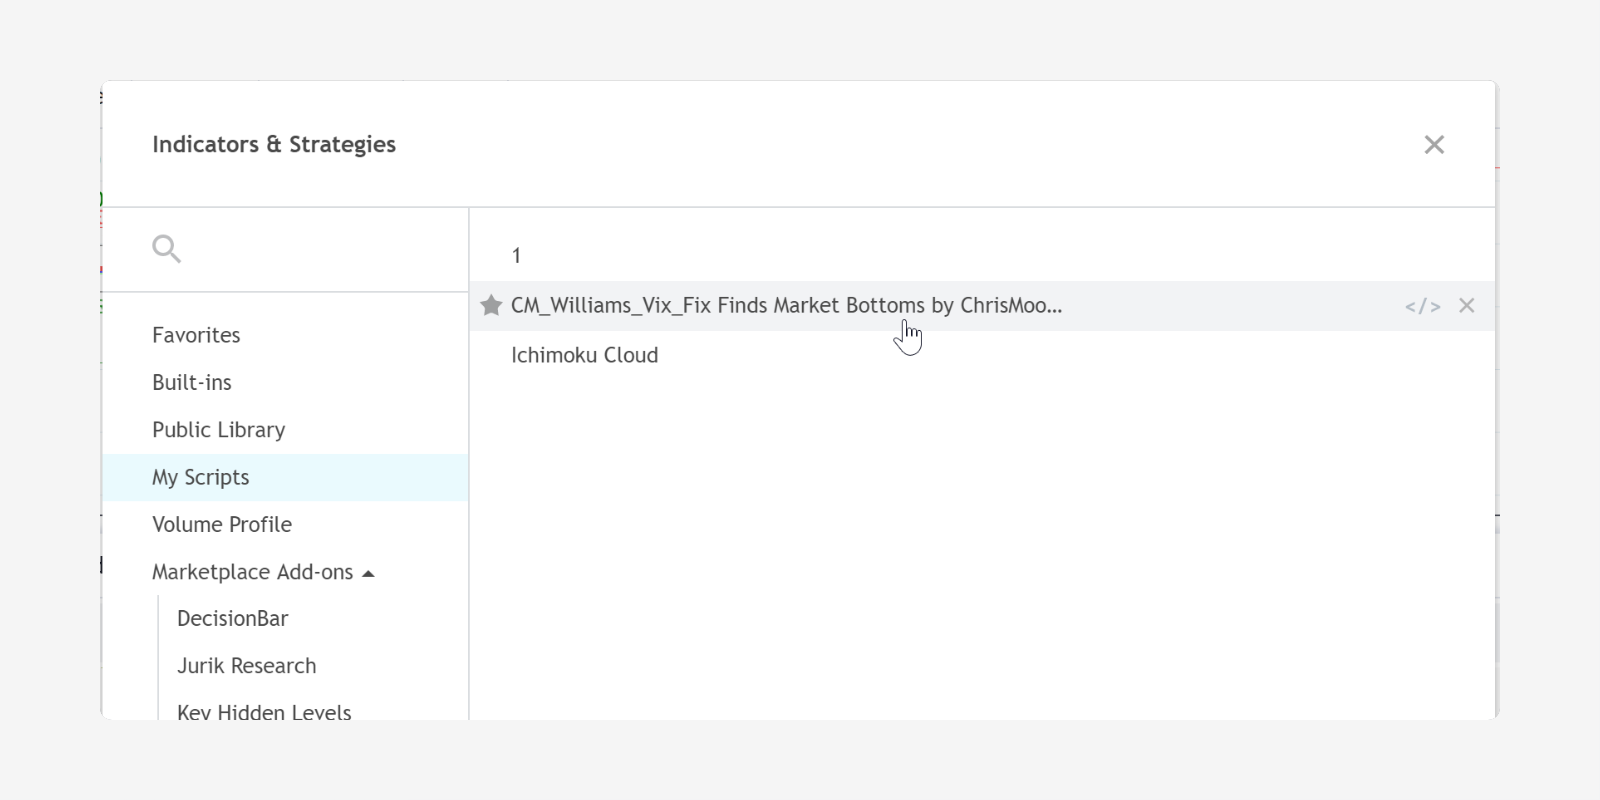 Indicators & Strategies
Favorites
Built-ins
Public Library
My Scripts
Volume Profile
Marketplace Add-ons
DecisionBar
Jurik Research
Key Hidden Levels
1
CM_Williams_Vix_Fix Finds Market Bottoms by ChrisMoo...
</>
Ichimoku Cloud